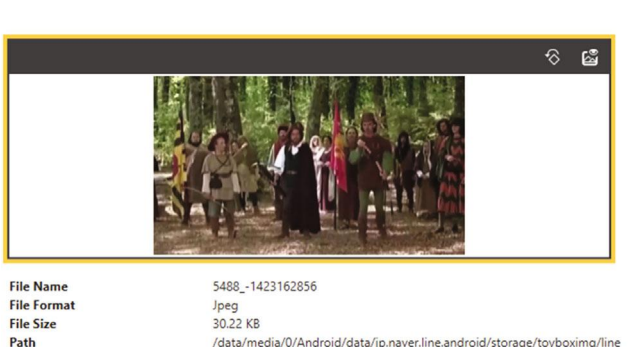 File Name 5488_-1423162856
File Format Jpeg
File Size 30.22 KB
Path /data/media/0/Android/data/jp.naver.line.android/storage/toyboximg/line